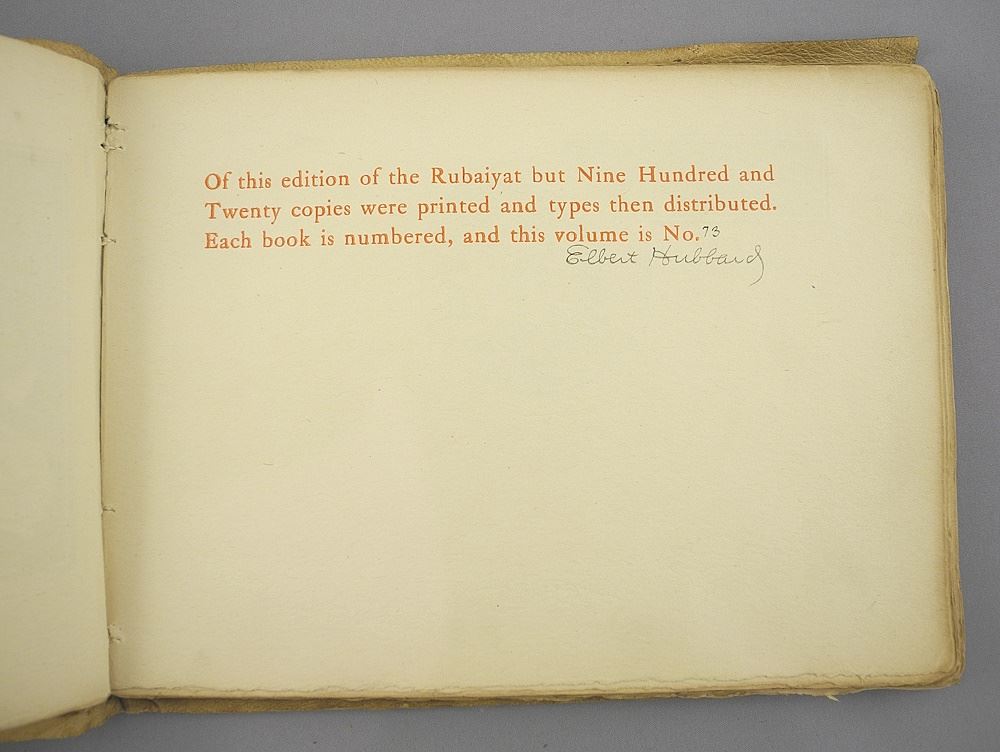 Of this edition of the Rubaiyat but Nine Hundred and
Twenty copies were printed and types then distributed.
Each book is numbered, and this volume is No. 73
Elbert Hubbard